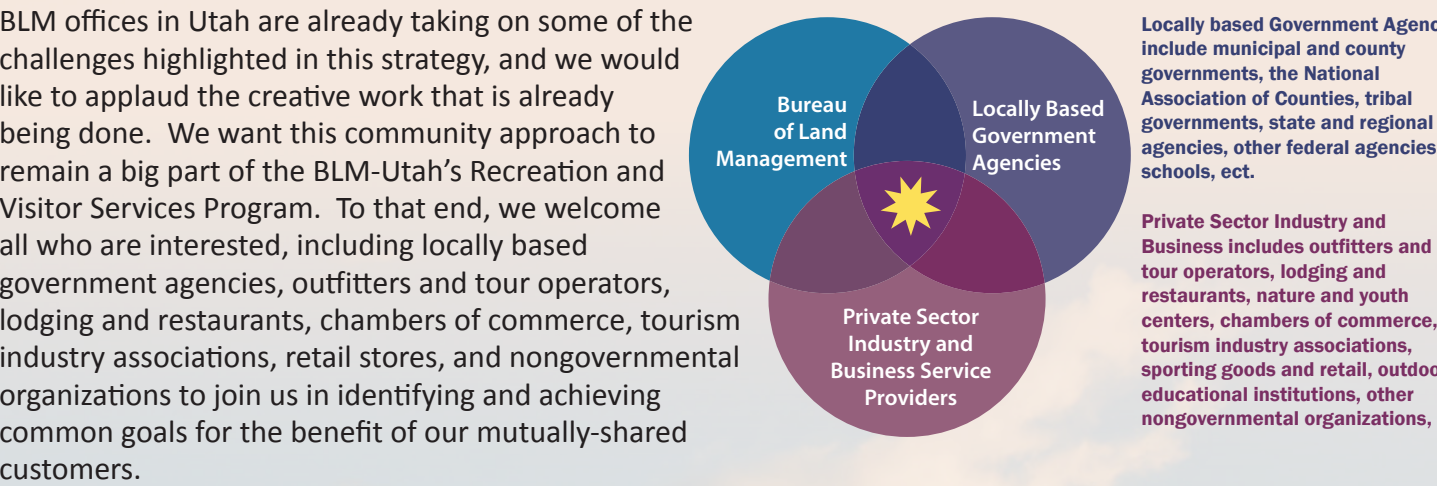 BLM offices in Utah are already taking on some of the
challenges highlighted in this strategy, and we would
like to applaud the creative work that is already
being done.  We want this community approach to
remain a big part of the BLM-Utah's Recreation and
Visitor Services Program.  To that end, we welcome
all who are interested, including locally based
government agencies, outfitters and tour operators,
lodging and restaurants, chambers of commerce, tourism
industry associations, retail stores, and nongovernmental
organizations to join us in identifying and achieving
common goals for the benefit of our mutually-shared
customers.
Bureau
of Land
Management
Locally Based
Government
Agencies
Private Sector
Industry and
Business Service
Providers
Locally based Government Agenc
include municipal and county
governments, the National
Association of Counties, tribal
governments, state and regional
agencies, other federal agencies
schools, ect.
Private Sector Industry and
Business includes outfitters and
tour operators, lodging and
restaurants, nature and youth
centers, chambers of commerce,
tourism industry associations,
sporting goods and retail, outdoo
educational institutions, other
nongovernmental organizations,